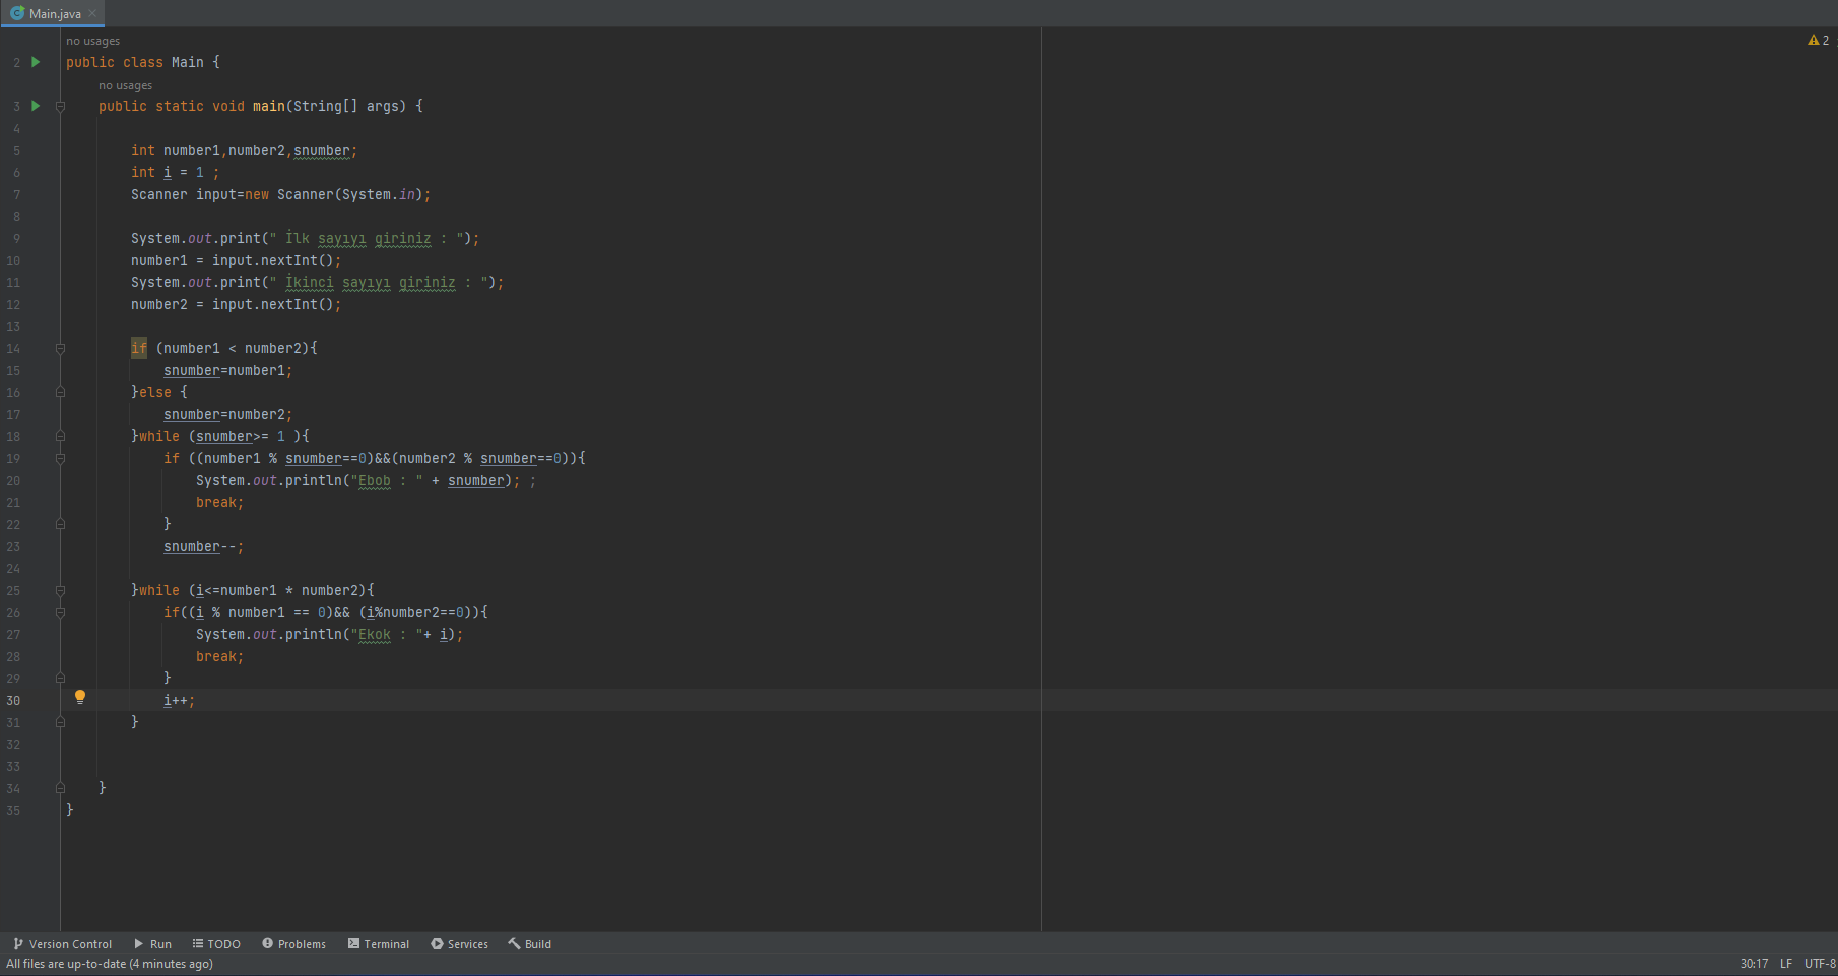 Main.java
no usages
2
2 public class Main {
no usages
3 public static void main(String[] args) {
4
5 int number1,number2,snumber;
6 int i = 1 ;
7 Scanner input=new Scanner(System.in);
8
9 System.out.print(" İlk sayıyı giriniz : ");
10 number1 = input.nextInt();
11 System.out.print(" İkinci sayıyı giriniz : ");
12 number2 = input.nextInt();
13
14 if (number1 < number2){
15 snumber=number1;
16 }else {
17 snumber=number2;
18 }while (snumber>= 1 ){
19 if ((number1 % snumber==0)&&(number2 % snumber==0)){
20 System.out.println("Ebob : " + snumber); ;
21 break;
22 }
23 snumber--;
24
25 }while (i<=number1 * number2){
26 if((i % number1 == 0)&& (i%number2==0)){
27 System.out.println("Ekok : "+ i);
28 break;
29 }
30 i++;
31 }
32
33
34 }
35 }
Version Control Run TODO Problems Terminal Services Build
All files are up-to-date (4 minutes ago) 30:17 LF UTF-8